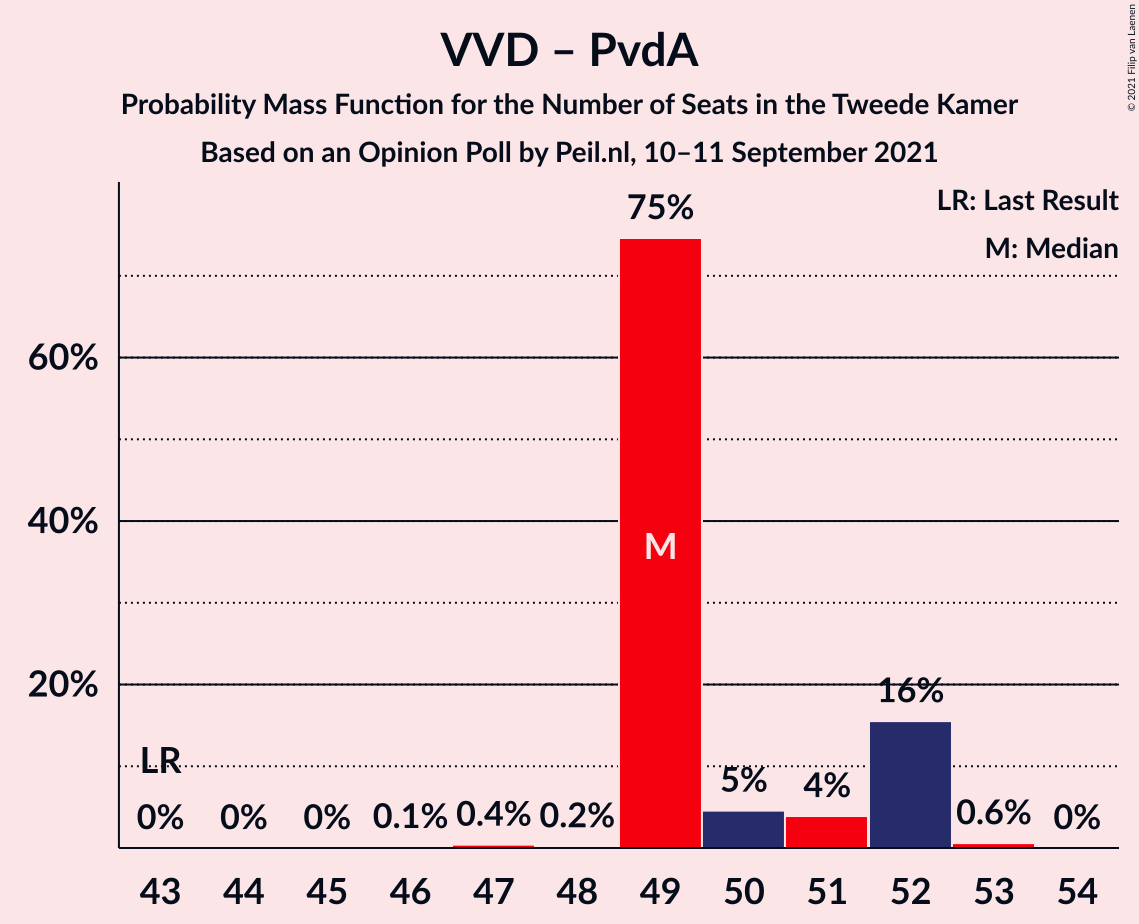 VVD – PvdA
Probability Mass Function for the Number of Seats in the Tweede Kamer
Based on an Opinion Poll by Peil.nl, 10–11 September 2021
© 2021 Filip van Laenen
LR: Last Result
M: Median
75%
60%
40%
20%
M
LR
0%
0%
0%
0.1%
0.4%
0.2%
5%
4%
16%
0.6%
0%
43 44 45 46 47 48 49 50 51 52 53 54